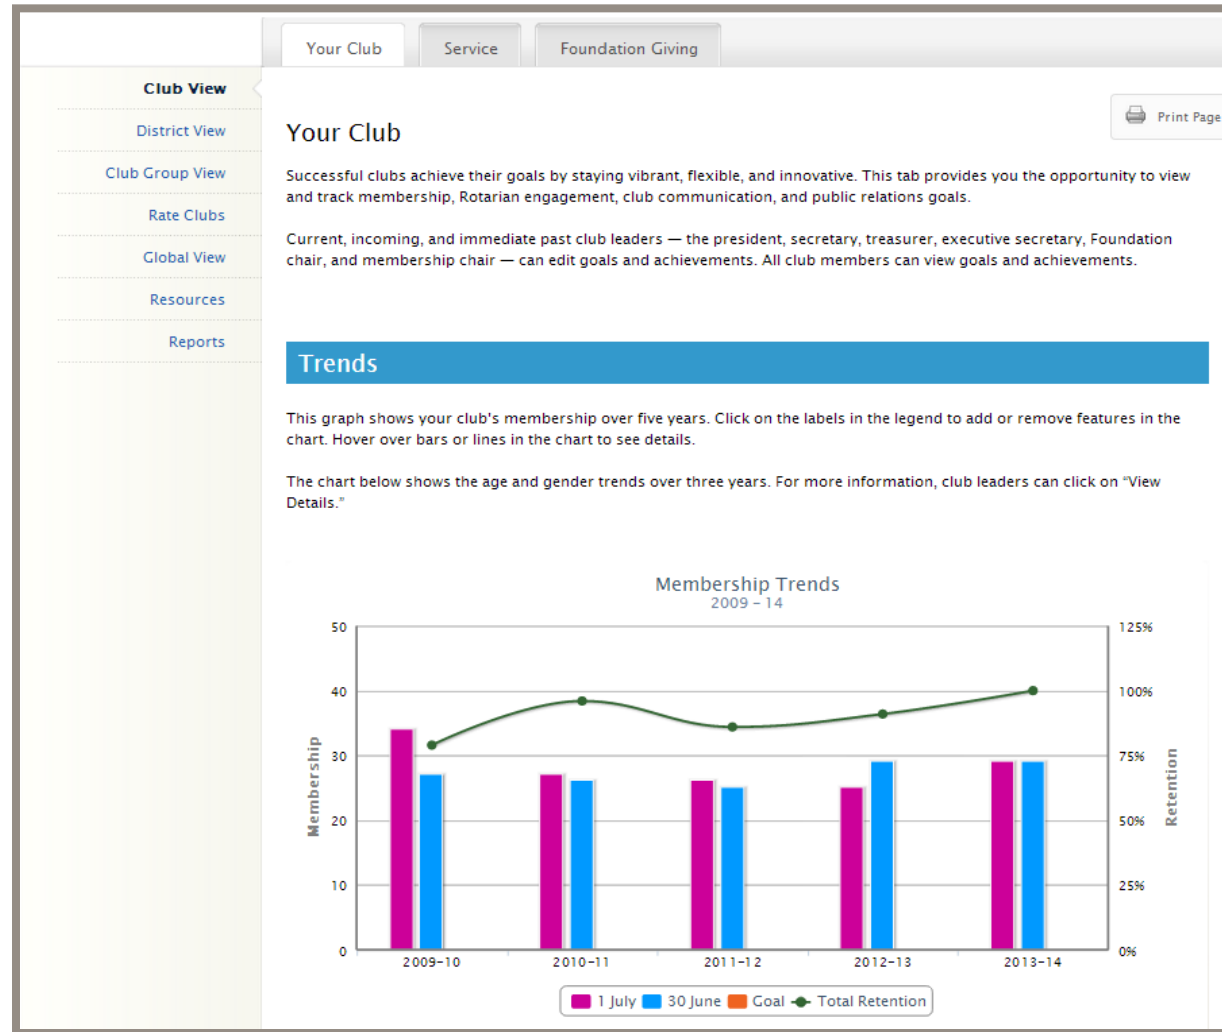 Your Club
Service
Foundation Giving
Club View
District View
Club Group View
Rate Clubs
Global View
Resources
Reports
Print Page
Your Club
Successful clubs achieve their goals by staying vibrant, flexible, and innovative. This tab provides you the opportunity to view
and track membership, Rotarian engagement, club communication, and public relations goals.
Current, incoming, and immediate past club leaders — the president, secretary, treasurer, executive secretary, Foundation
chair, and membership chair — can edit goals and achievements. All club members can view goals and achievements.
Trends
This graph shows your club's membership over five years. Click on the labels in the legend to add or remove features in the
chart. Hover over bars or lines in the chart to see details.
The chart below shows the age and gender trends over three years. For more information, club leaders can click on “View
Details.”
Membership Trends
2009 – 14
50
40
30
20
10
0
Membership
125%
100%
75%
50%
25%
0%
Retention
2009-10
2010-11
2011-12
2012-13
2013-14
1 July
30 June
Goal
Total Retention